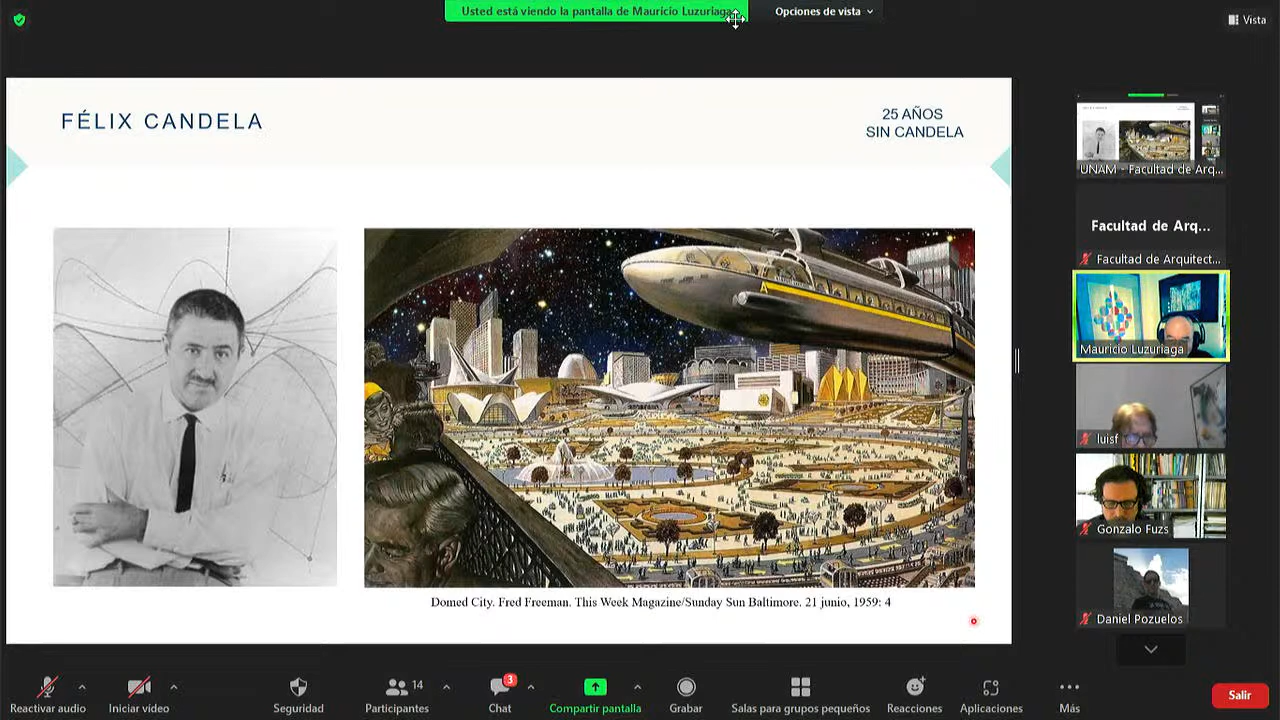 Usted está viendo la pantalla de Mauricio Luzuriaga
Opciones de vista
Vista
FÉLIX CANDELA
25 AÑOS
SIN CANDELA
Domed City. Fred Freeman. This Week Magazine/Sunday Sun Baltimore. 21 junio, 1959: 4
UNAM - Facultad de Arq...
Facultad de Arq...
Facultad de Arquitect...
Mauricio Luzuriaga
luisf
Gonzalo Fuzs
Daniel Pozuelos
Reactivar audio
Iniciar vídeo
Seguridad
14
Participantes
3
Chat
Compartir pantalla
Grabar
Salas para grupos pequeños
Reacciones
Aplicaciones
Más
Salir